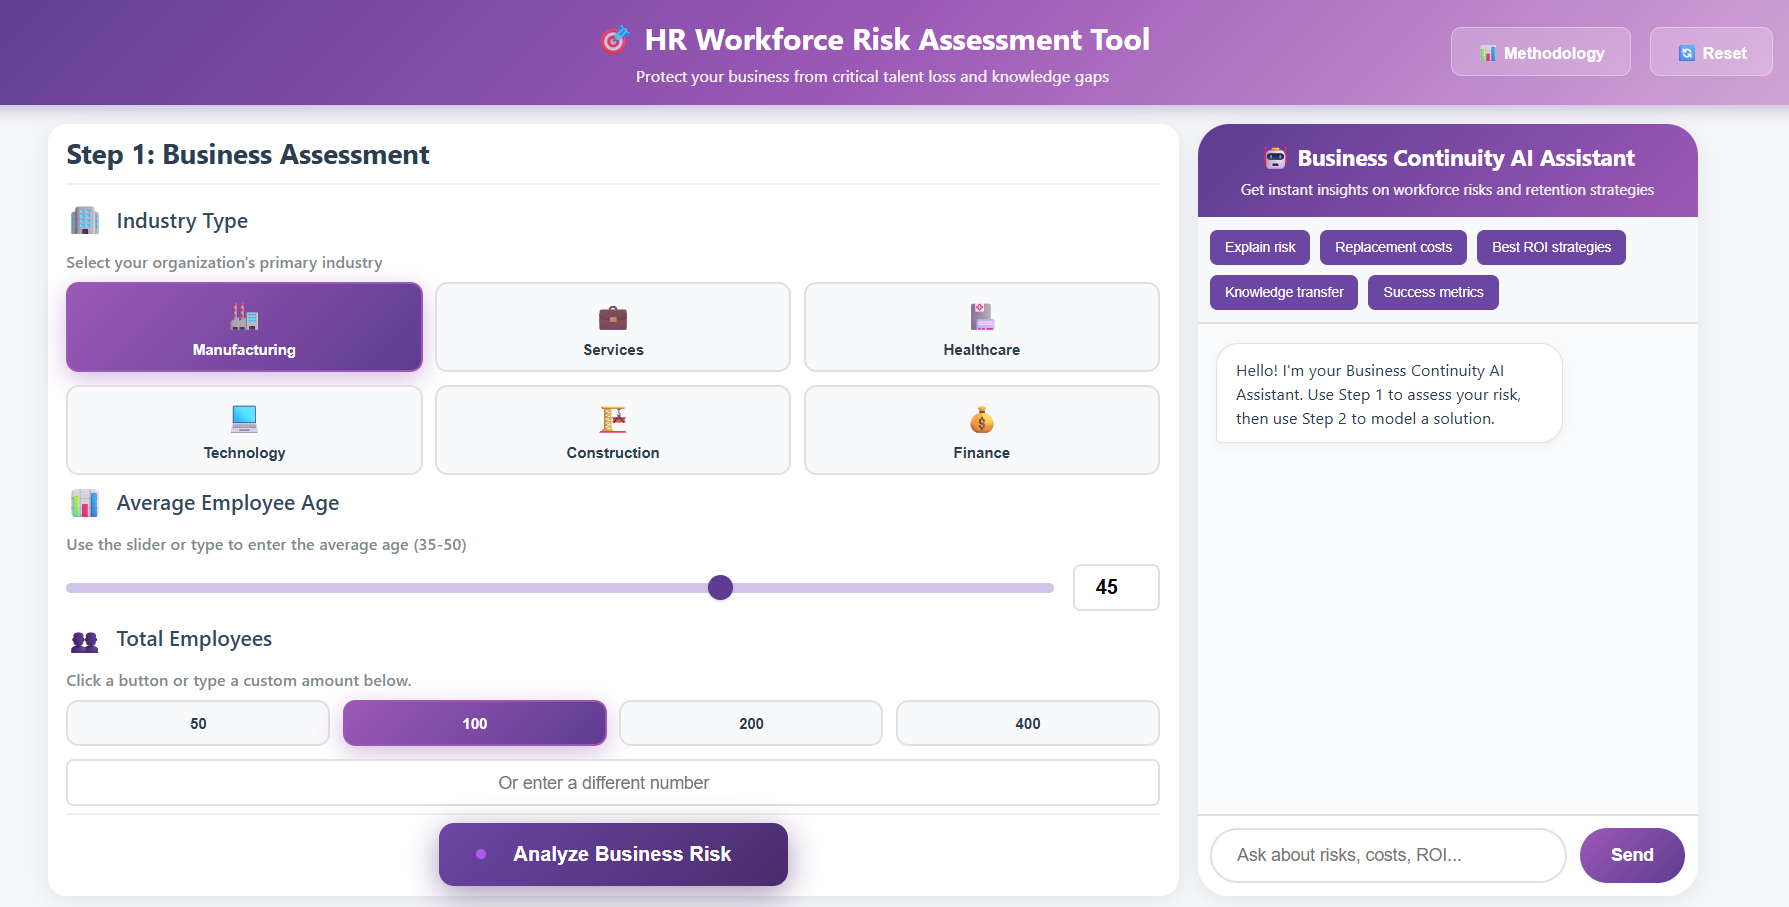 HR Workforce Risk Assessment Tool
Protect your business from critical talent loss and knowledge gaps
Methodology
Reset
Step 1: Business Assessment
Industry Type
Select your organization's primary industry
Manufacturing
Services
Healthcare
Technology
Construction
Finance
Average Employee Age
Use the slider or type to enter the average age (35-50)
45
Total Employees
Click a button or type a custom amount below.
50
100
200
400
Or enter a different number
Analyze Business Risk
Business Continuity AI Assistant
Get instant insights on workforce risks and retention strategies
Explain risk
Replacement costs
Best ROI strategies
Knowledge transfer
Success metrics
Hello! I'm your Business Continuity AI
Assistant. Use Step 1 to assess your risk,
then use Step 2 to model a solution.
Ask about risks, costs, ROI...
Send